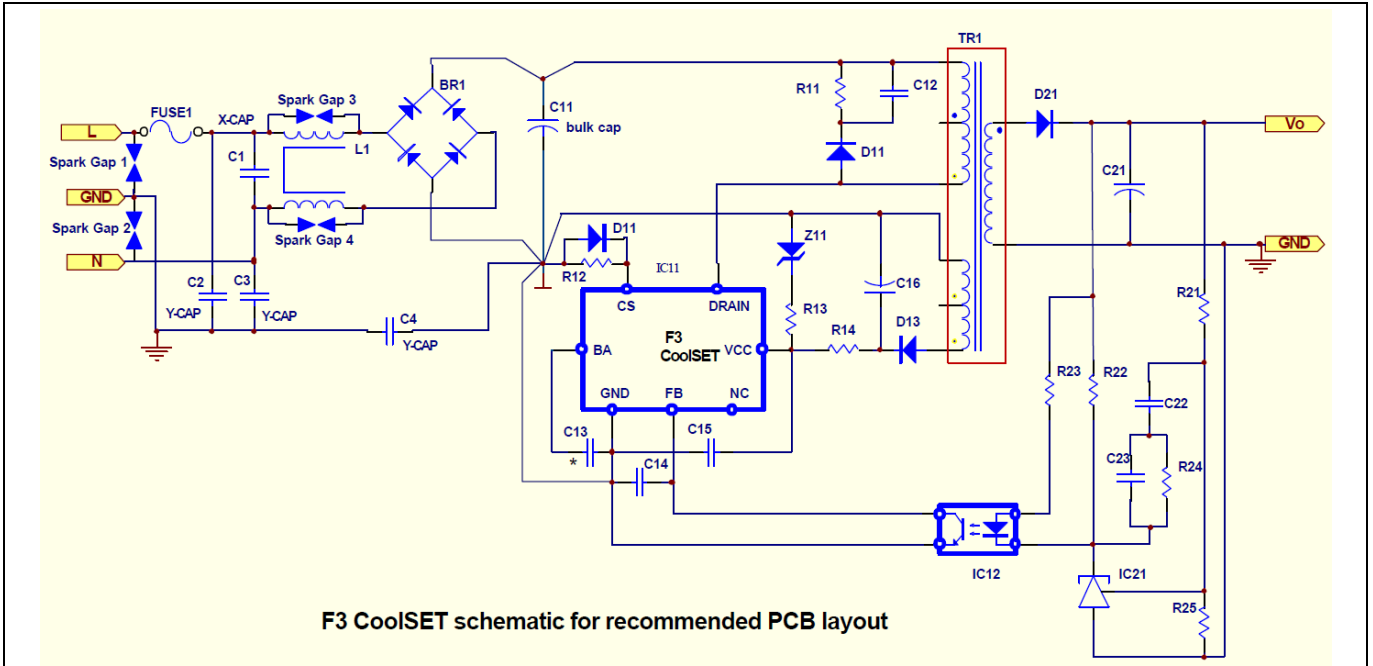 TR1
FUSE1
X-CAP
Spark Gap 3
BR1
C11
bulk cap
R11
C12
D21
L
Vo
Spark Gap 1
C1
L1
D11
C21
GND
Spark Gap 2
Spark Gap 4
N
D11
Z11
GND
R12
IC11
C2
C3
C16
R21
Y-CAP
Y-CAP
CS
DRAIN
R13
C4
Y-CAP
F3
CoolSET
BA
VCC
R14
D13
R23
R22
GND
FB
NC
C22
C13
*
C15
C14
C23
R24
IC12
IC21
R25
F3 CoolSET schematic for recommended PCB layout